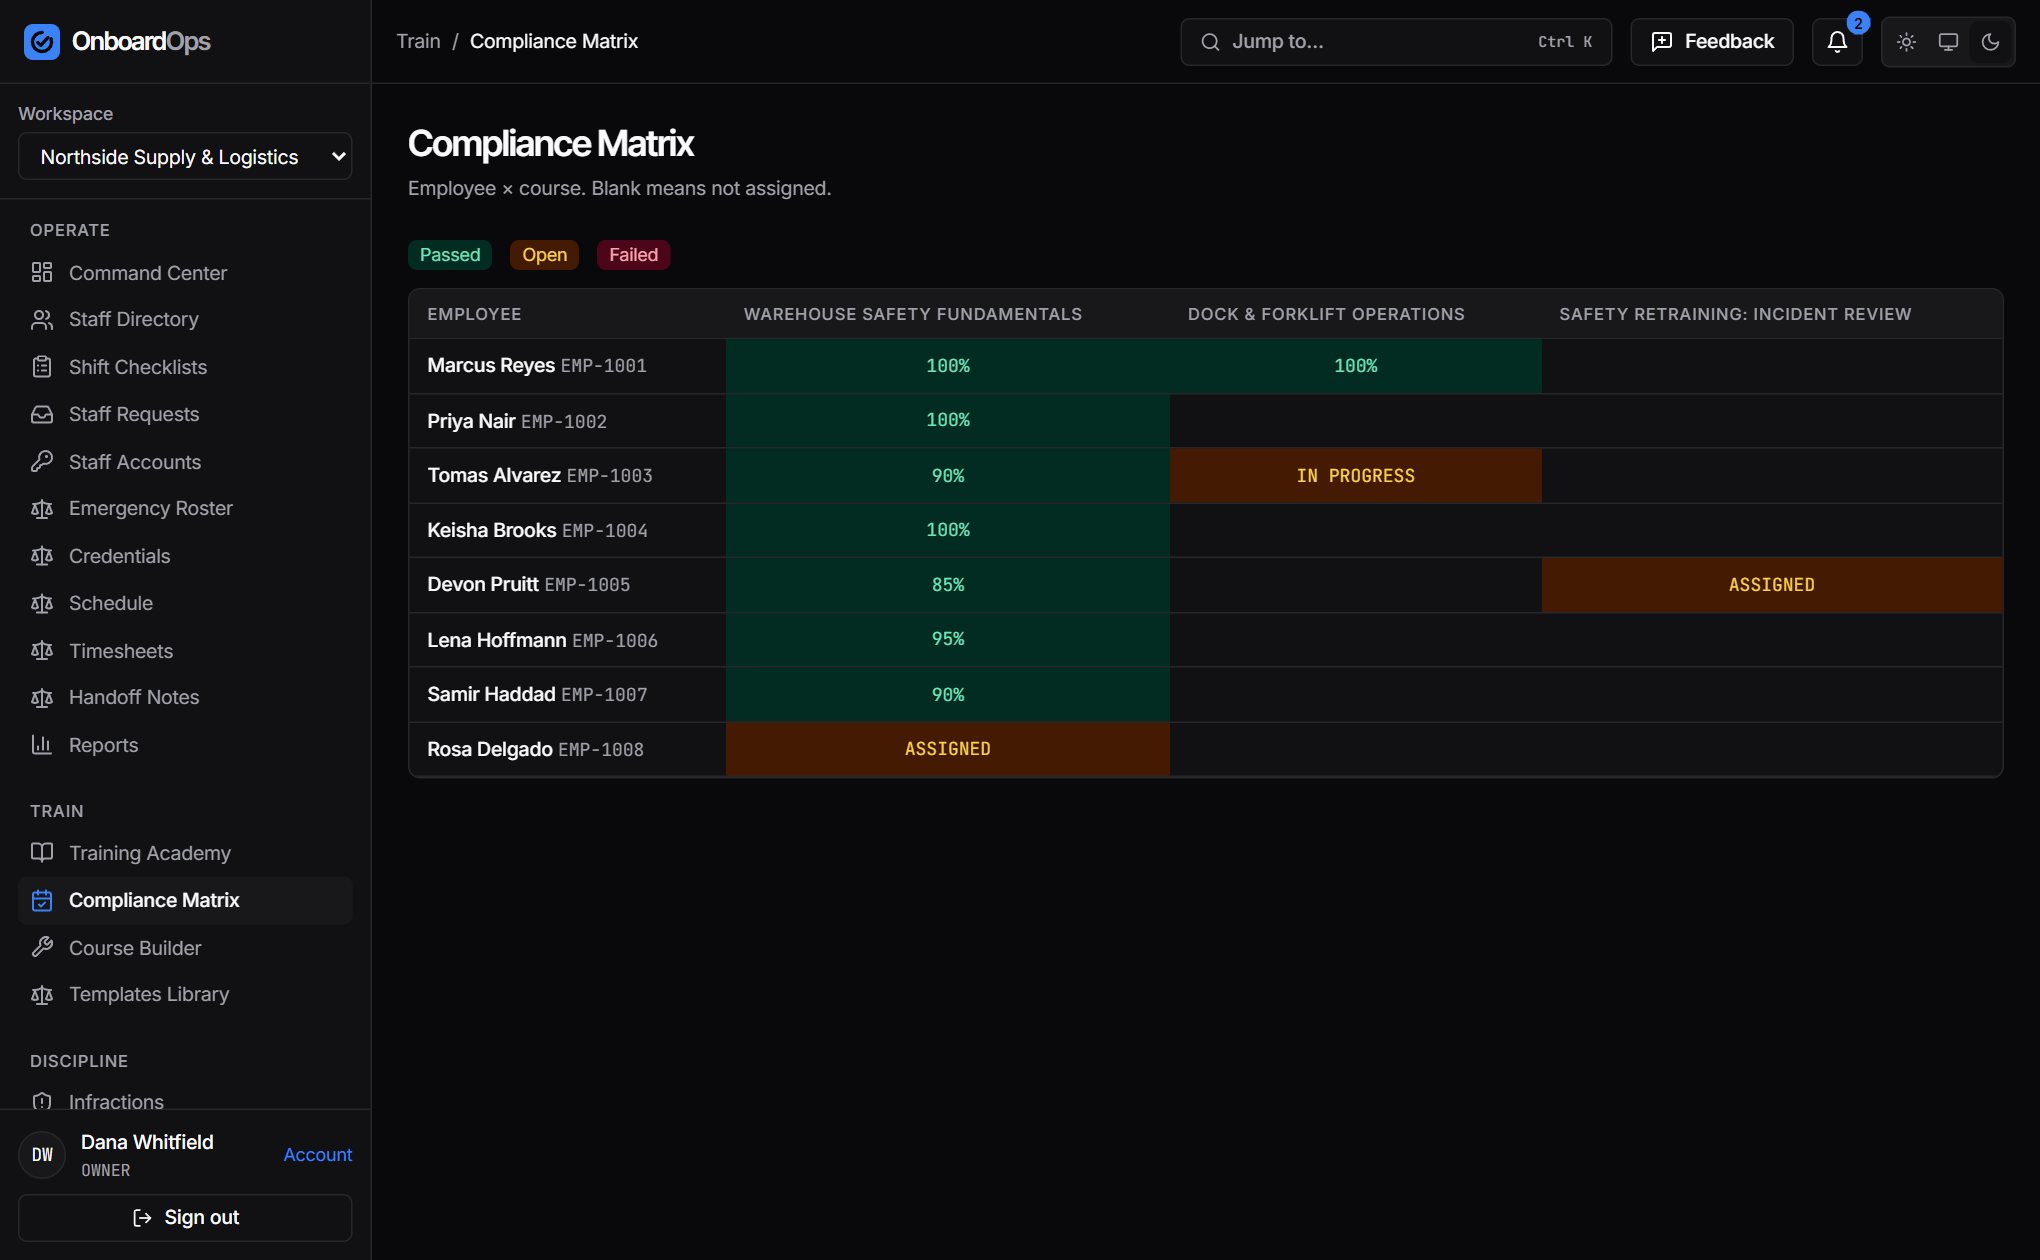 OnboardOps
Train / Compliance Matrix
Jump to... Ctrl K
Feedback
2
Workspace
Northside Supply & Logistics
OPERATE
Command Center
Staff Directory
Shift Checklists
Staff Requests
Staff Accounts
Emergency Roster
Credentials
Schedule
Timesheets
Handoff Notes
Reports
TRAIN
Training Academy
Compliance Matrix
Course Builder
Templates Library
DISCIPLINE
Infractions
DW
Dana Whitfield
OWNER
Account
Sign out
Compliance Matrix
Employee × course. Blank means not assigned.
Passed Open Failed
EMPLOYEE WAREHOUSE SAFETY FUNDAMENTALS DOCK & FORKLIFT OPERATIONS SAFETY RETRAINING: INCIDENT REVIEW
Marcus Reyes EMP-1001 100% 100%
Priya Nair EMP-1002 100%
Tomas Alvarez EMP-1003 90% IN PROGRESS
Keisha Brooks EMP-1004 100%
Devon Pruitt EMP-1005 85% ASSIGNED
Lena Hoffmann EMP-1006 95%
Samir Haddad EMP-1007 90%
Rosa Delgado EMP-1008 ASSIGNED